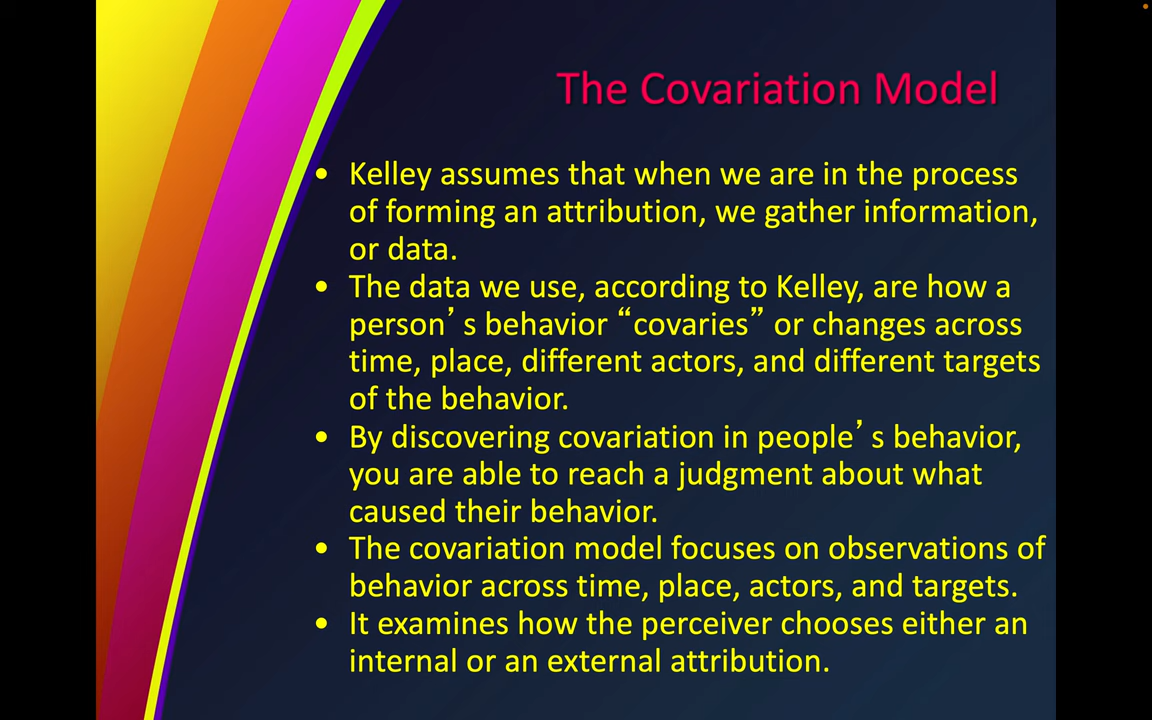 The Covariation Model
• Kelley assumes that when we are in the process
of forming an attribution, we gather information,
or data.
• The data we use, according to Kelley, are how a
person’s behavior “covaries” or changes across
time, place, different actors, and different targets
of the behavior.
• By discovering covariation in people’s behavior,
you are able to reach a judgment about what
caused their behavior.
• The covariation model focuses on observations of
behavior across time, place, actors, and targets.
• It examines how the perceiver chooses either an
internal or an external attribution.